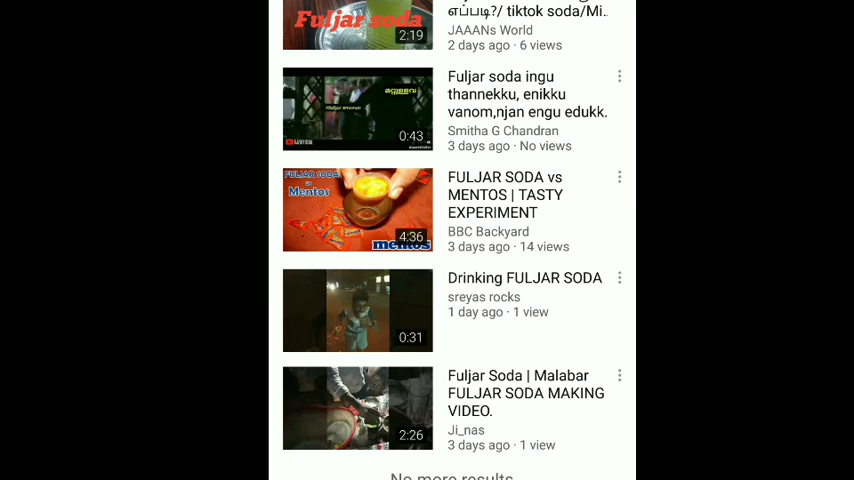 Fuljar soda
2:19
எப்படி?/ tiktok soda/Mi..
JAAANs World
2 days ago · 6 views
മറ്റുള്ളവ
0:43
Fuljar soda ingu
thannekku, enikku
vanom,njan engu edukk.
Smitha G Chandran
3 days ago · No views
FULJAR SODA
vs
Mentos
4:36
mentos
FULJAR SODA vs
MENTOS | TASTY
EXPERIMENT
BBC Backyard
3 days ago · 14 views
0:31
Drinking FULJAR SODA
sreyas rocks
1 day ago · 1 view
2:26
Fuljar Soda | Malabar
FULJAR SODA MAKING
VIDEO.
Ji_nas
3 days ago · 1 view
No more results